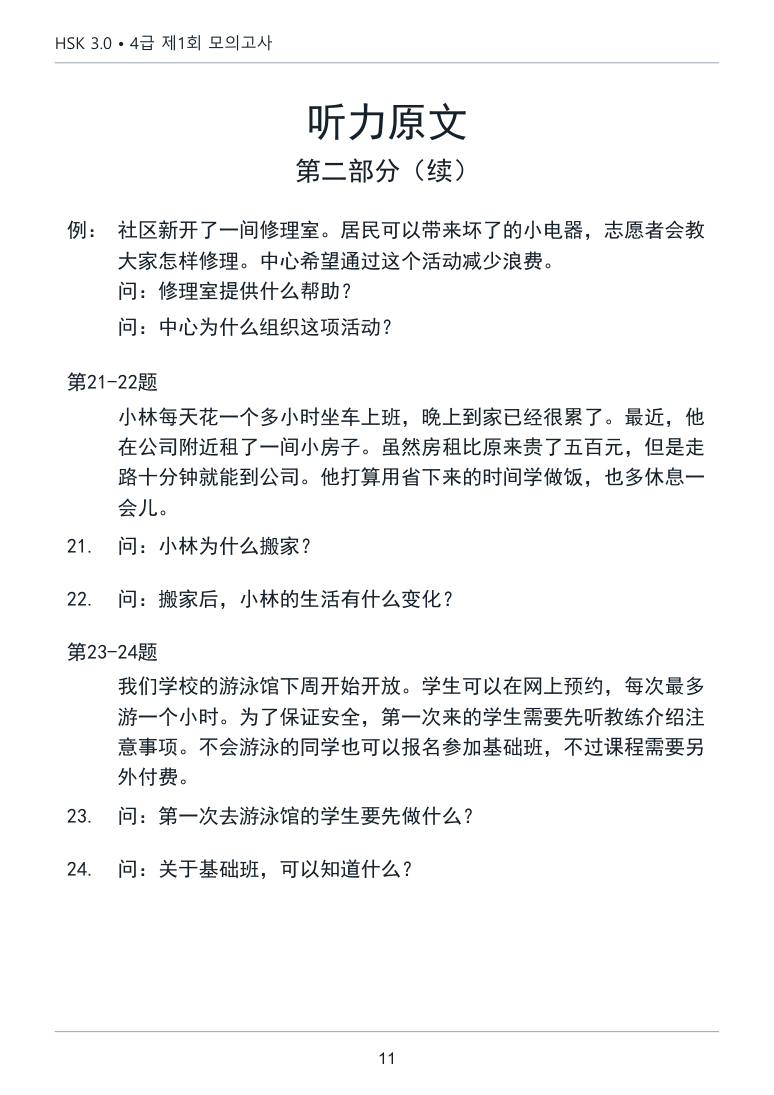 HSK 3.0 • 4급 제1회 모의고사
听力原文
第二部分（续）
例： 社区新开了一间修理室。居民可以带来坏了的小电器，志愿者会教
大家怎样修理。中心希望通过这个活动减少浪费。
问：修理室提供什么帮助？
问：中心为什么组织这项活动？
第21-22题
小林每天花一个多小时坐车上班，晚上到家已经很累了。最近，他
在公司附近租了一间小房子。虽然房租比原来贵了五百元，但是走
路十分钟就能到公司。他打算用省下来的时间学做饭，也多休息一
会儿。
21. 问：小林为什么搬家？
22. 问：搬家后，小林的生活有什么变化？
第23-24题
我们学校的游泳馆下周开始开放。学生可以在网上预约，每次最多
游一个小时。为了保证安全，第一次来的学生需要先听教练介绍注
意事项。不会游泳的同学也可以报名参加基础班，不过课程需要另
外付费。
23. 问：第一次去游泳馆的学生要先做什么？
24. 问：关于基础班，可以知道什么？
11